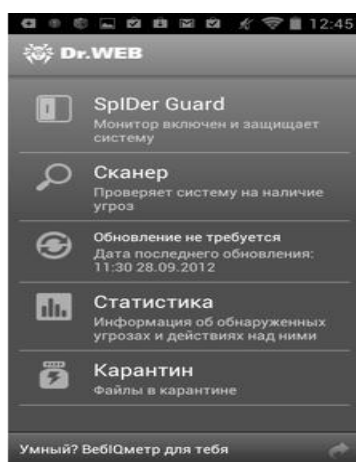 12:45
Dr.WEB
SpIDer Guard
Монитор включен и защищает
систему
Сканер
Проверяет систему на наличие
угроз
Обновление не требуется
Дата последнего обновления:
11:30 28.09.2012
Статистика
Информация об обнаруженных
угрозах и действиях над ними
Карантин
Файлы в карантине
Умный? ВебIQметр для тебя